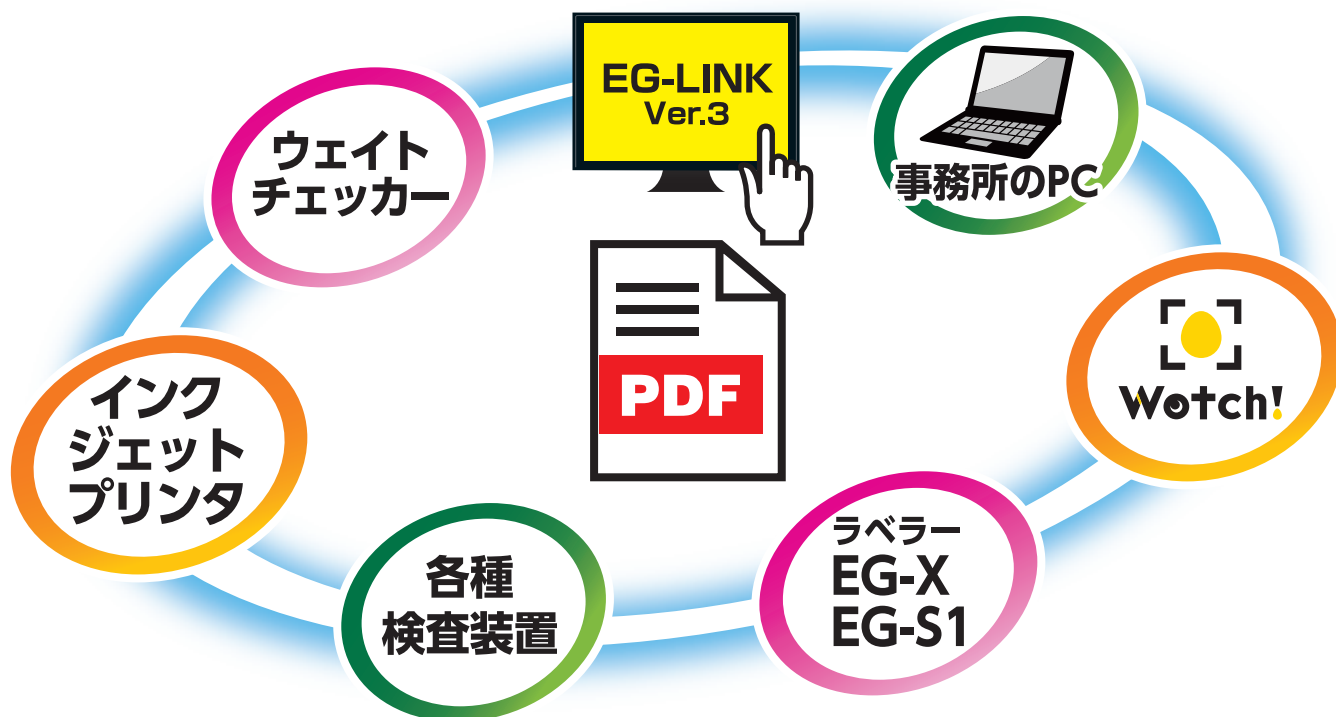 EG-LINK
Ver.3
事務所のPC
ウェイト
チェッカー
Wotch!
PDF
インク
ジェット
プリンタ
ラベラー
EG-X
EG-S1
各種
検査装置